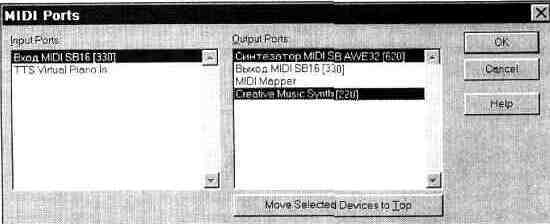 MIDI Ports
Input Ports:
Вход MIDI SB16 [330]
TTS Virtual Piano In
Output Ports:
Синтезатор MIDI SB AWE32 [620]
Выход MIDI SB16 [330]
MIDI Mapper
Creative Music Synth [220]
OK
Cancel
Help
Move Selected Devices to Top